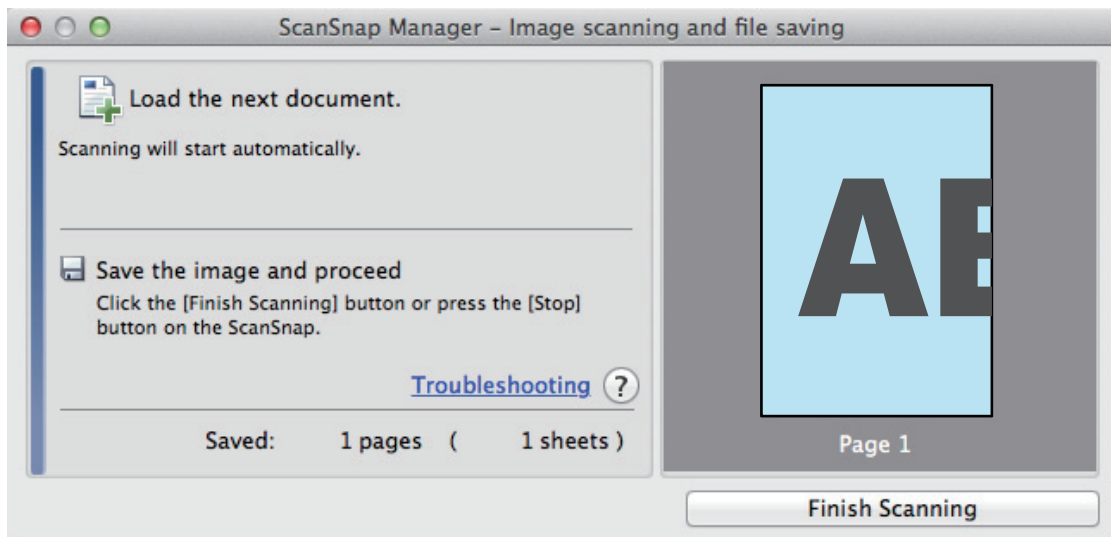 ScanSnap Manager – Image scanning and file saving
Load the next document.
Scanning will start automatically.
Save the image and proceed
Click the [Finish Scanning] button or press the [Stop]
button on the ScanSnap.
Troubleshooting ?
Saved: 1 pages ( 1 sheets )
AB
Page 1
Finish Scanning